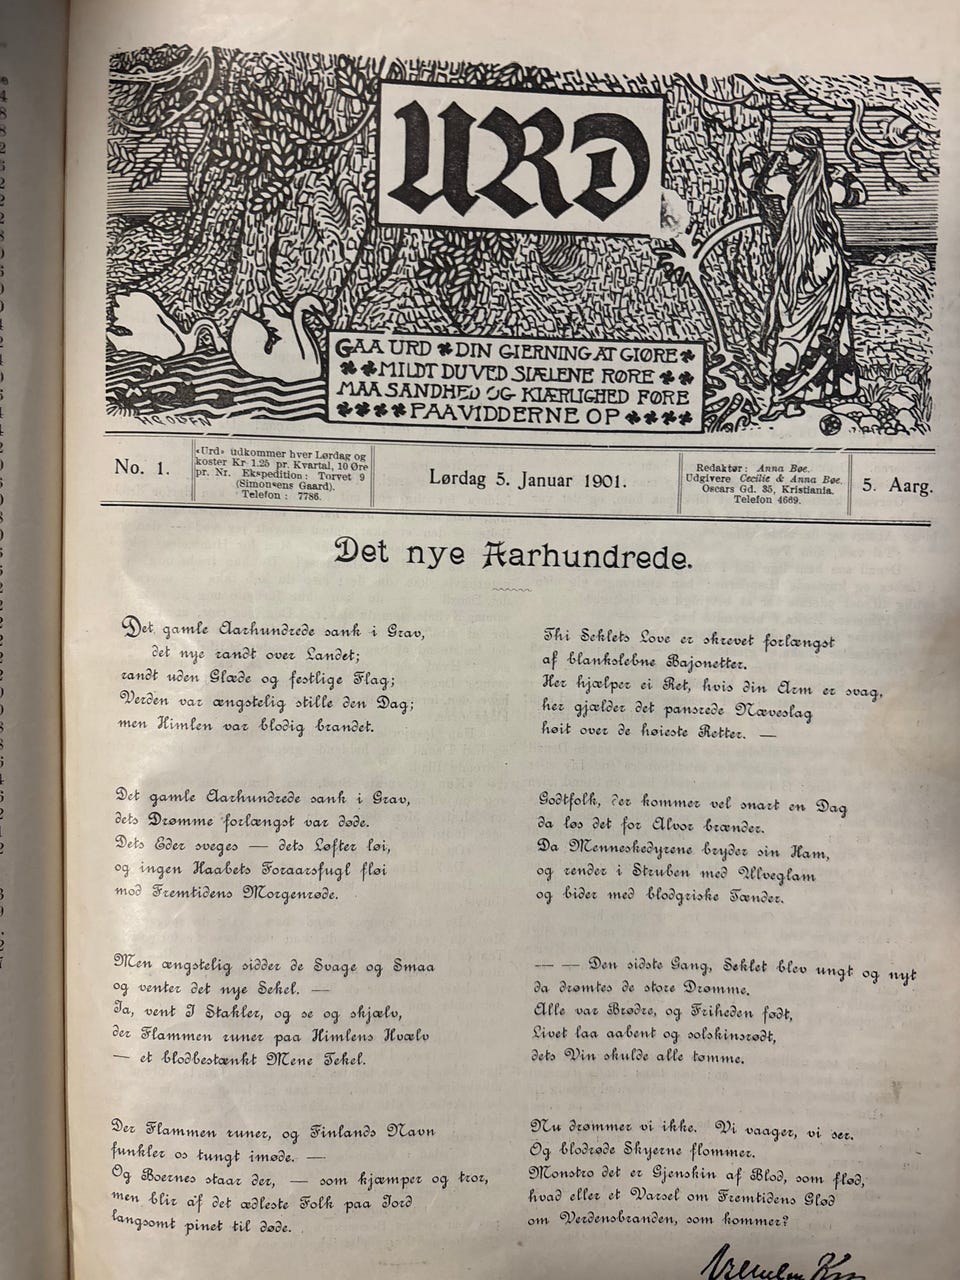 URD
GAA URD DIN GIERNING AT GIØRE
MILDT DU VED SIÆLENE RØRE
MAA SANDHED OG KIÆRLIGHED FØRE
PAA VIDDERNE OP
No. 1.
«Urd» udkommer hver Lørdag og
koster Kr 1.25 pr. Kvartal, 10 Øre
pr. Nr. Ekspedition: Torvet 9
(Simonsens Gaard).
Telefon: 7786.
Lørdag 5. Januar 1901.
Redaktør: Anna Bøe.
Udgivere Cecilie & Anna Bøe.
Oscars Gd. 35, Kristiania.
Telefon 4669.
5. Aarg.
Det nye Aarhundrede.
Det gamle Aarhundrede sank i Grav,
det nye randt over Landet;
randt uden Glæde og festlige Flag;
Verden var ængstelig stille den Dag;
men Himlen var blodig brandet.
Det gamle Aarhundrede sank i Grav,
dets Drømme forlængst var døde.
Dets Eder sveges — dets Løfter løi,
og ingen Haabets Foraarsfugl fløi
mod Fremtidens Morgenrøde.
Men ængstelig sidder de Svage og Smaa
og venter det nye Sekel. —
Ja, vent I Stakler, og se og skjælv,
der Flammen runer paa Himlens Hvælv
— et blodbestænkt Mene Tekel.
Der Flammen runer, og Finlands Navn
funkler os tungt imøde. —
Og Boernes staar der, — som kjæmper og tror,
men blir af det ædleste Folk paa Jord
langsomt pinet til døde.
Thi Seklets Love er skrevet forlængst
af blankslebne Bajonetter.
Her hjælper ei Ret, hvis din Arm er svag,
her gjælder det pansrede Næveslag
høit over de høieste Retter. —
Godtfolk, der kommer vel snart en Dag
da løs det for Alvor brænder.
Da Menneskedyrene bryder sin Ham,
og render i Struben med Ulveglam
og bider med blodgriske Tænder.
— — Den sidste Gang, Seklet blev ungt og nyt
da drømtes de store Drømme.
Alle var Brødre, og Friheden født,
Livet laa aabent og solskinsrødt,
dets Vin skulde alle tømme.
Nu drømmer vi ikke. Vi vaager, vi ser.
Og blodrøde Skyerne flommer.
Monstro det er Gjenskin af Blod, som flød,
hvad eller et Varsel om Fremtidens Glød
om Verdensbranden, som kommer?